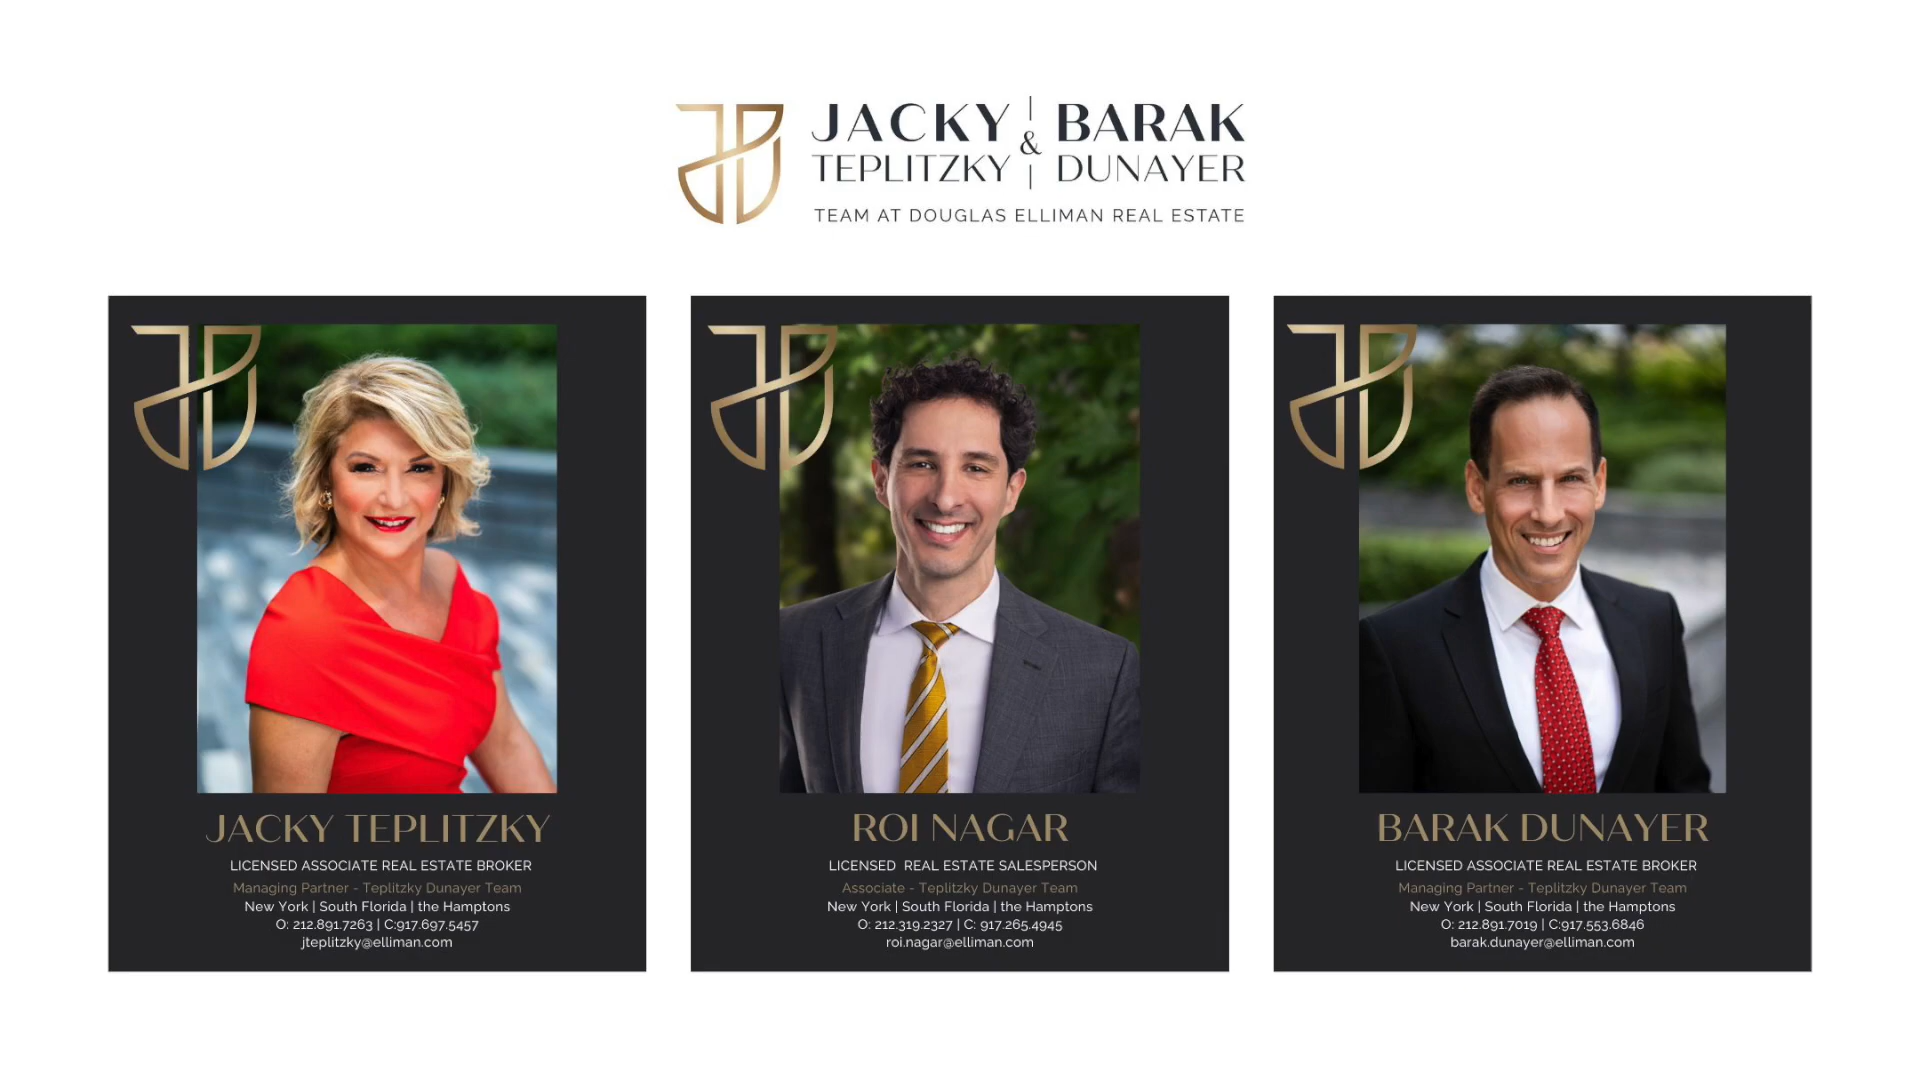 JACKY & BARAK
TEPLITZKY DUNAYER
TEAM AT DOUGLAS ELLIMAN REAL ESTATE
JACKY TEPLITZKY
LICENSED ASSOCIATE REAL ESTATE BROKER
Managing Partner - Teplitzky Dunayer Team
New York | South Florida | the Hamptons
O: 212.891.7263 | C:917.697.5457
jteplitzky@elliman.com
ROI NAGAR
LICENSED REAL ESTATE SALESPERSON
Associate - Teplitzky Dunayer Team
New York | South Florida | the Hamptons
O: 212.319.2327 | C: 917.265.4945
roi.nagar@elliman.com
BARAK DUNAYER
LICENSED ASSOCIATE REAL ESTATE BROKER
Managing Partner - Teplitzky Dunayer Team
New York | South Florida | the Hamptons
O: 212.891.7019 | C:917.553.6846
barak.dunayer@elliman.com